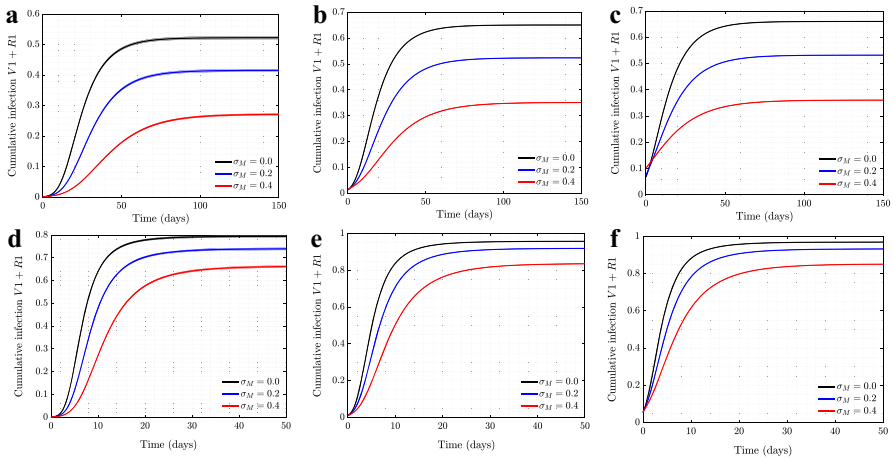 a
Cumulative infection V1 + R1
0.6
0.5
0.4
0.3
0.2
0.1
0
0 50 100 150
Time (days)
σM = 0.0
σM = 0.2
σM = 0.4
b
Cumulative infection V1 + R1
0.7
0.6
0.5
0.4
0.3
0.2
0.1
0
0 50 100 150
Time (days)
σM = 0.0
σM = 0.2
σM = 0.4
c
Cumulative infection V1 + R1
0.7
0.6
0.5
0.4
0.3
0.2
0.1
0
0 50 100 150
Time (days)
σM = 0.0
σM = 0.2
σM = 0.4
d
Cumulative infection V1 + R1
0.8
0.7
0.6
0.5
0.4
0.3
0.2
0.1
0
0 10 20 30 40 50
Time (days)
σM = 0.0
σM = 0.2
σM = 0.4
e
Cumulative infection V1 + R1
1
0.8
0.6
0.4
0.2
0
0 10 20 30 40 50
Time (days)
σM = 0.0
σM = 0.2
σM = 0.4
f
Cumulative infection V1 + R1
1
0.8
0.6
0.4
0.2
0
0 10 20 30 40 50
Time (days)
σM = 0.0
σM = 0.2
σM = 0.4